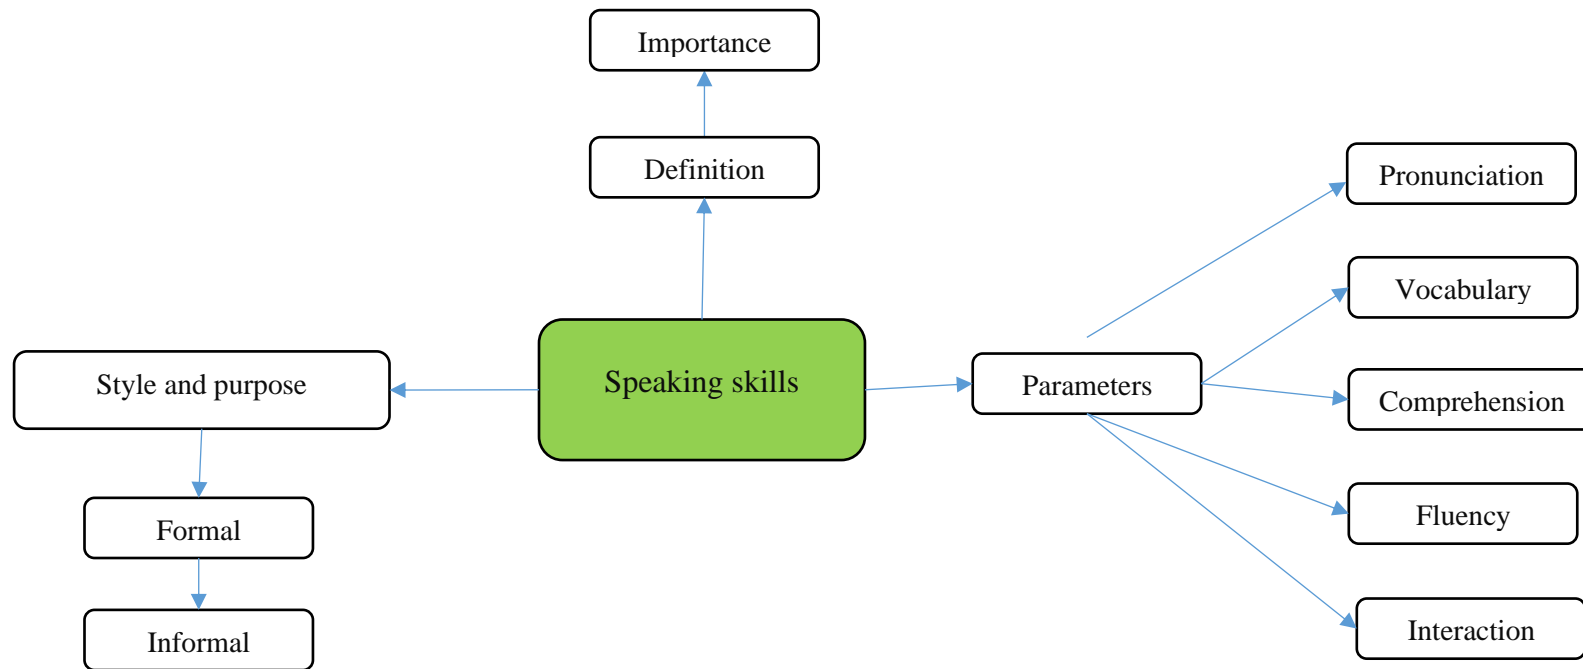 Importance
Definition
Pronunciation
Vocabulary
Speaking skills
Style and purpose
Parameters
Comprehension
Formal
Fluency
Informal
Interaction